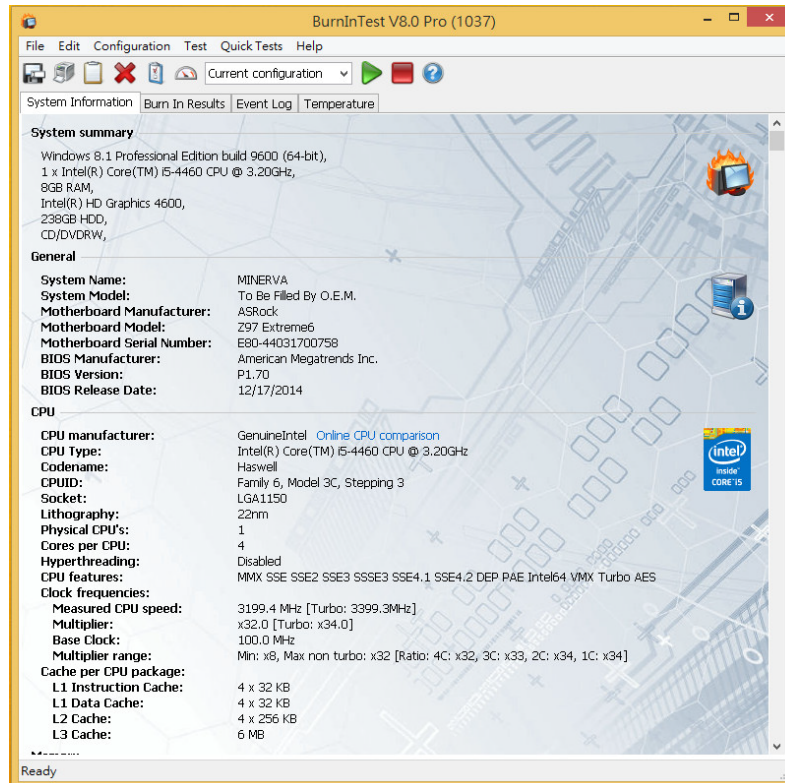 BurnInTest V8.0 Pro (1037)
File Edit Configuration Test Quick Tests Help
Current configuration
System Information Burn In Results Event Log Temperature
System summary
Windows 8.1 Professional Edition build 9600 (64-bit),
1 x Intel(R) Core(TM) i5-4460 CPU @ 3.20GHz,
8GB RAM,
Intel(R) HD Graphics 4600,
238GB HDD,
CD/DVDRW,
General
System Name: MINERVA
System Model: To Be Filled By O.E.M.
Motherboard Manufacturer: ASRock
Motherboard Model: Z97 Extreme6
Motherboard Serial Number: E80-44031700758
BIOS Manufacturer: American Megatrends Inc.
BIOS Version: P1.70
BIOS Release Date: 12/17/2014
CPU
CPU manufacturer: GenuineIntel Online CPU comparison
CPU Type: Intel(R) Core(TM) i5-4460 CPU @ 3.20GHz
Codename: Haswell
CPUID: Family 6, Model 3C, Stepping 3
Socket: LGA1150
Lithography: 22nm
Physical CPU's: 1
Cores per CPU: 4
Hyperthreading: Disabled
CPU features: MMX SSE SSE2 SSE3 SSSE3 SSE4.1 SSE4.2 DEP PAE Intel64 VMX Turbo AES
Clock frequencies:
Measured CPU speed: 3199.4 MHz [Turbo: 3399.3MHz]
Multiplier: x32.0 [Turbo: x34.0]
Base Clock: 100.0 MHz
Multiplier range: Min: x8, Max non turbo: x32 [Ratio: 4C: x32, 3C: x33, 2C: x34, 1C: x34]
Cache per CPU package:
L1 Instruction Cache: 4 x 32 KB
L1 Data Cache: 4 x 32 KB
L2 Cache: 4 x 256 KB
L3 Cache: 6 MB
intel inside CORE i5
Ready